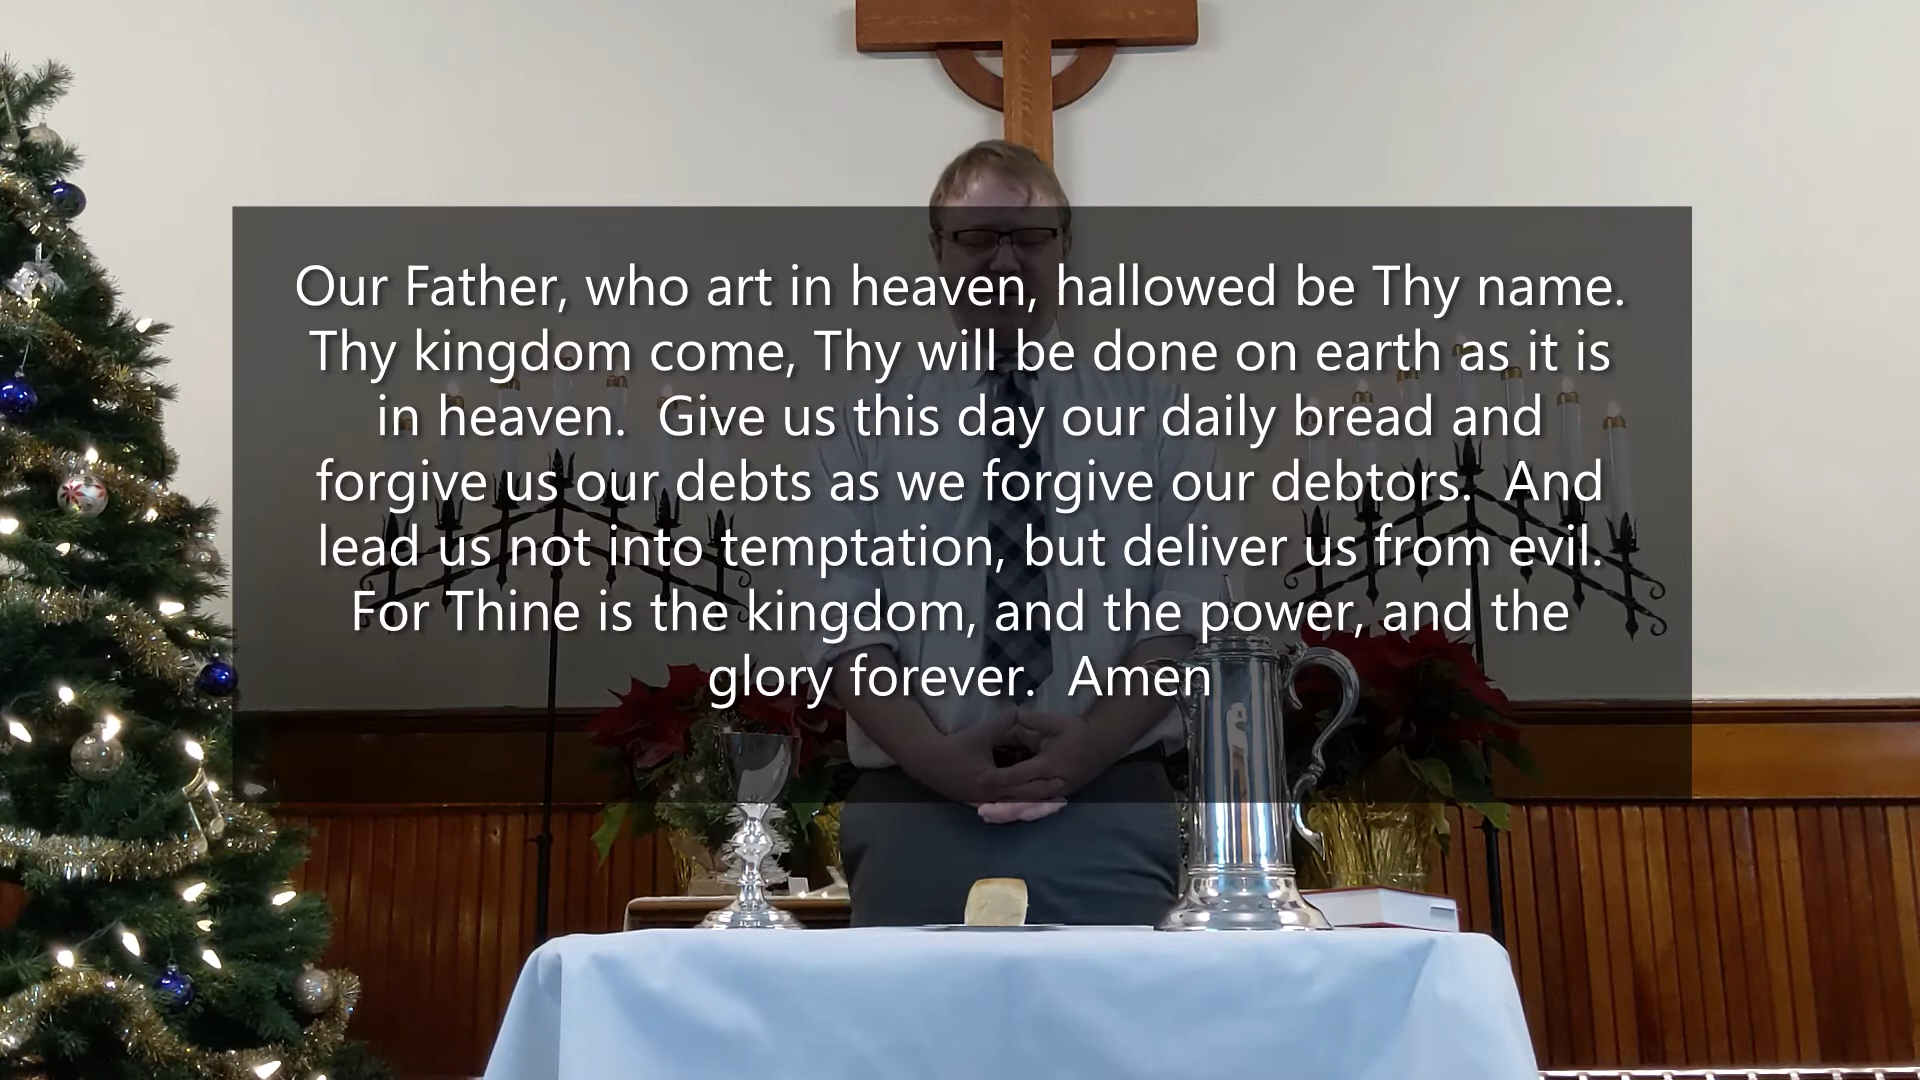 Our Father, who art in heaven, hallowed be Thy name.
Thy kingdom come, Thy will be done on earth as it is
in heaven.  Give us this day our daily bread and
forgive us our debts as we forgive our debtors.  And
lead us not into temptation, but deliver us from evil.
For Thine is the kingdom, and the power, and the
glory forever.  Amen